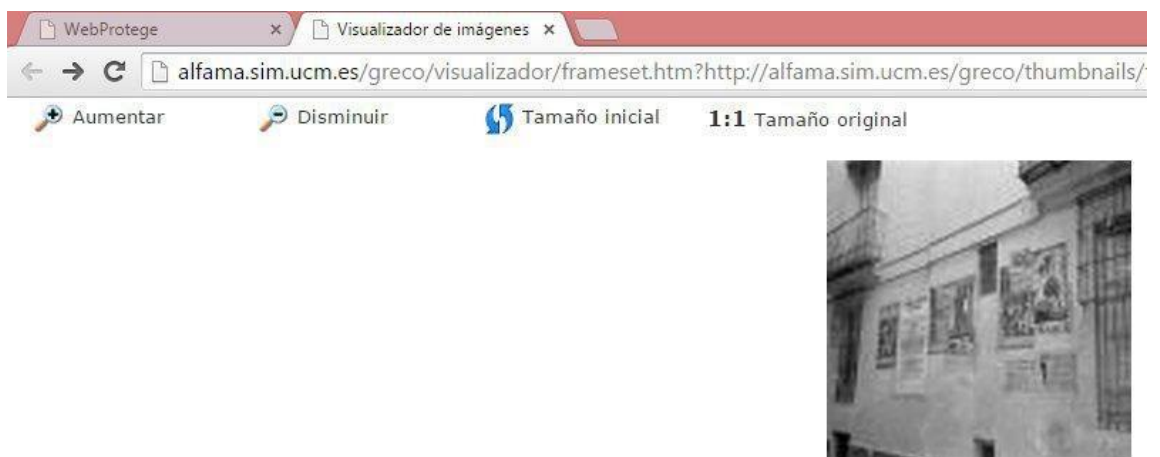 WebProtege
Visualizador de imágenes
alfama.sim.ucm.es/greco/visualizador/frameset.htm?http://alfama.sim.ucm.es/greco/thumbnails/
Aumentar
Disminuir
Tamaño inicial
1:1 Tamaño original